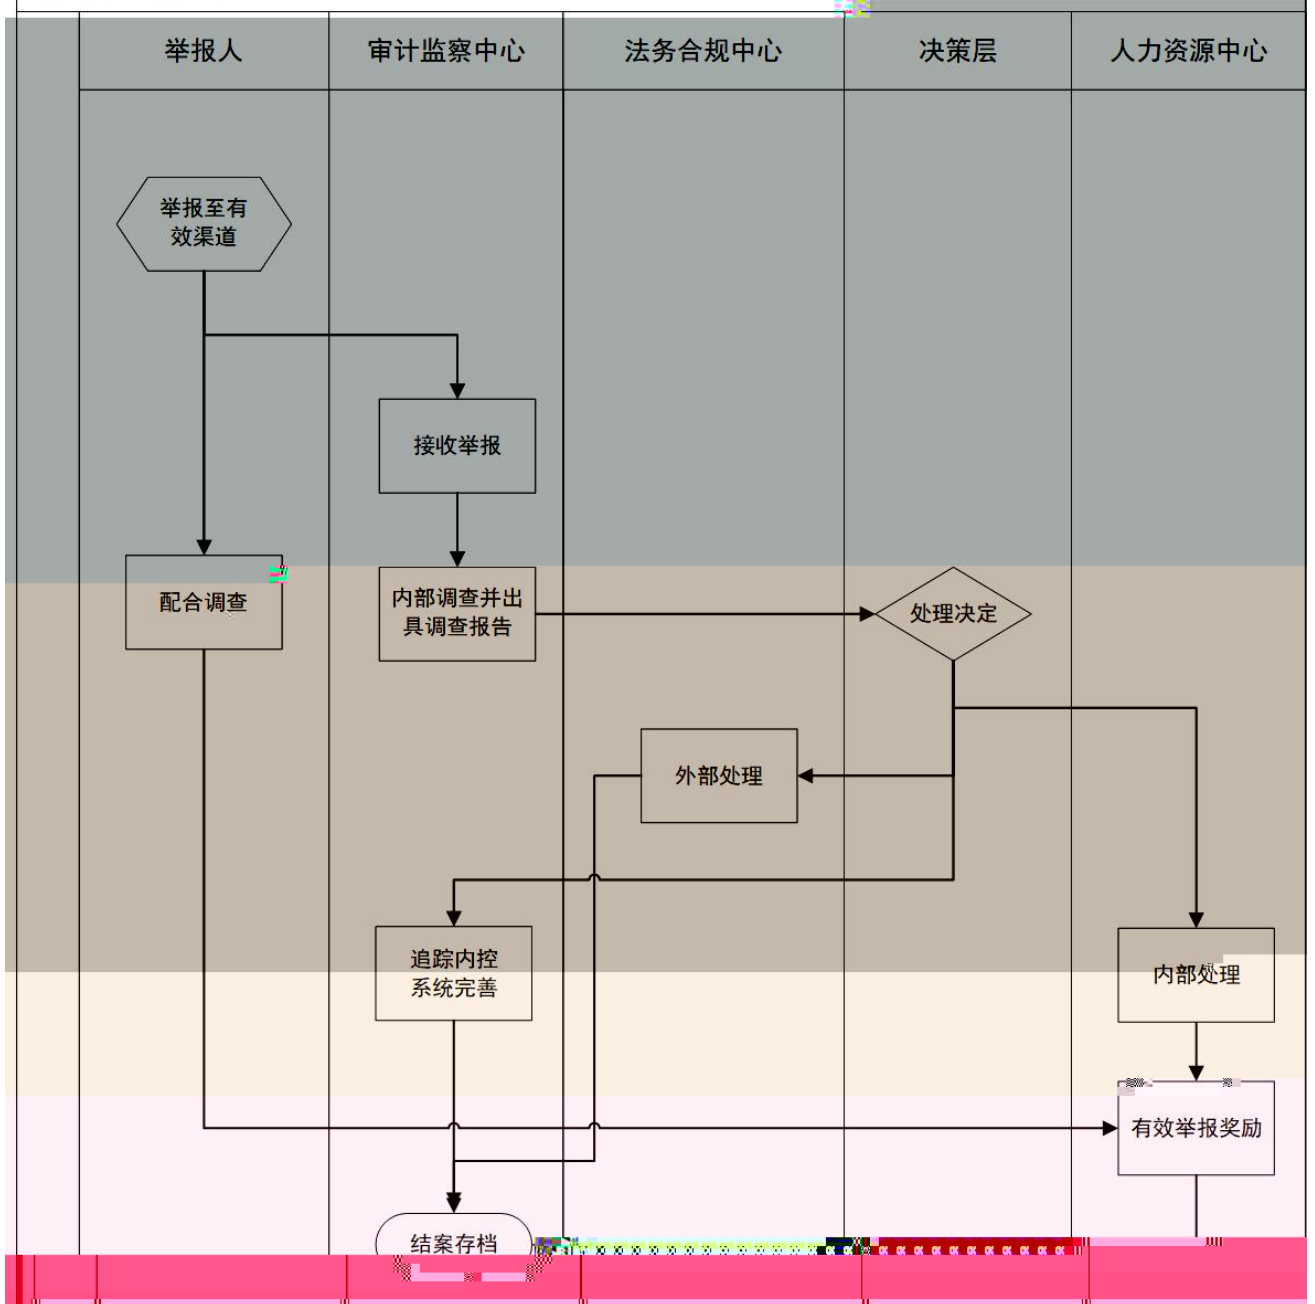 举报人
审计监察中心
法务合规中心
决策层
人力资源中心
举报至有
效渠道
接收举报
配合调查
内部调查并出
具调查报告
处理决定
外部处理
追踪内控
系统完善
内部处理
有效举报奖励
结案存档